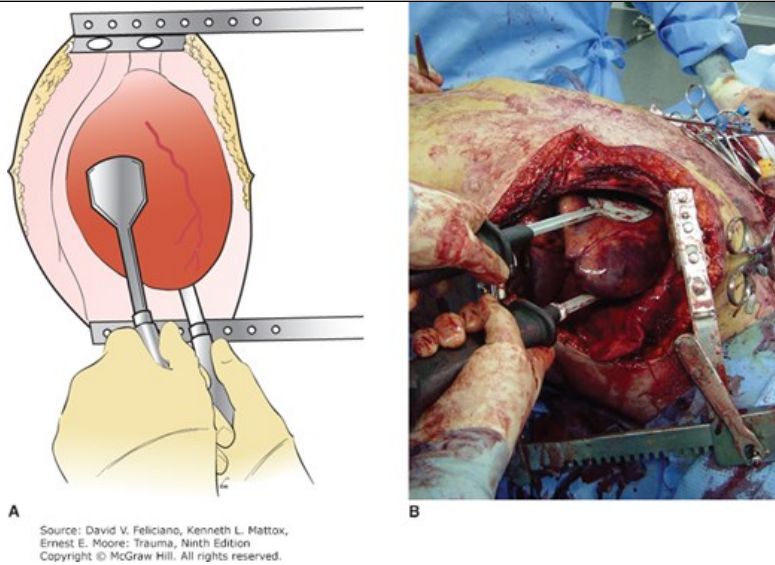 A
B
Source: David V. Feliciano, Kenneth L. Mattox,
Ernest E. Moore: Trauma, Ninth Edition
Copyright © McGraw Hill. All rights reserved.